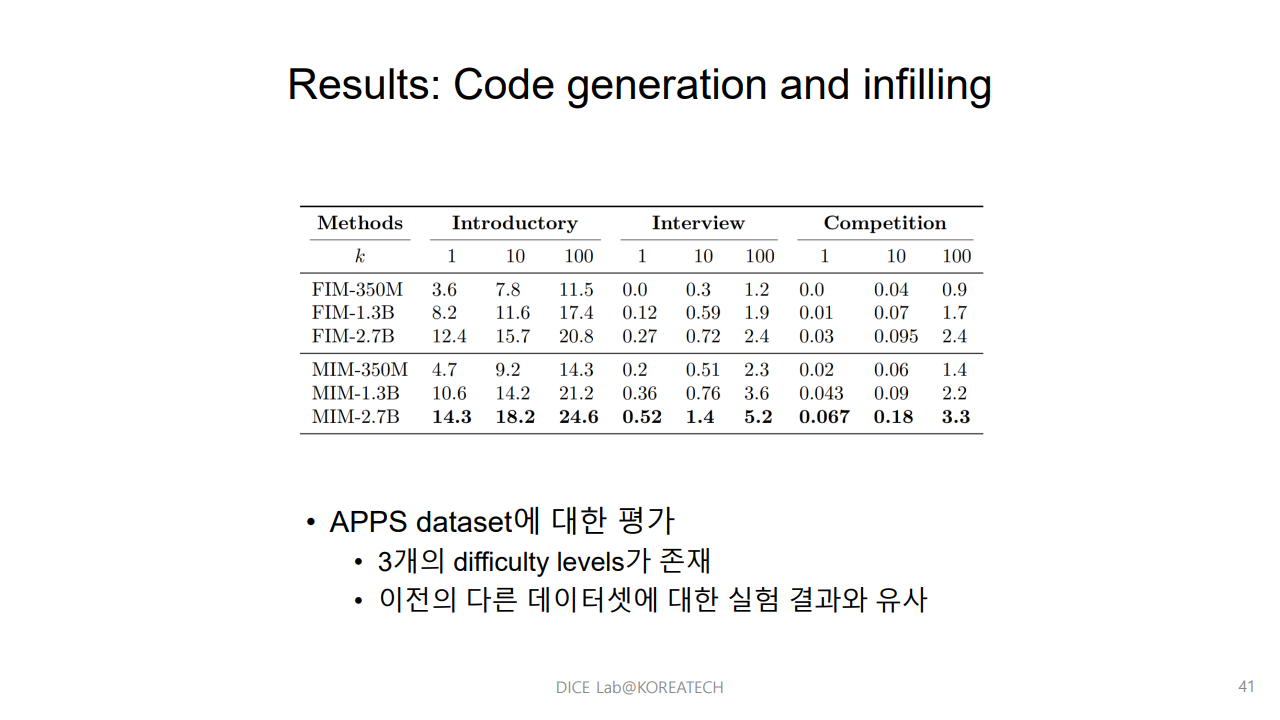 Results: Code generation and infilling
Methods Introductory Interview Competition
k 1 10 100 1 10 100 1 10 100
FIM-350M 3.6 7.8 11.5 0.0 0.3 1.2 0.0 0.04 0.9
FIM-1.3B 8.2 11.6 17.4 0.12 0.59 1.9 0.01 0.07 1.7
FIM-2.7B 12.4 15.7 20.8 0.27 0.72 2.4 0.03 0.095 2.4
MIM-350M 4.7 9.2 14.3 0.2 0.51 2.3 0.02 0.06 1.4
MIM-1.3B 10.6 14.2 21.2 0.36 0.76 3.6 0.043 0.09 2.2
MIM-2.7B 14.3 18.2 24.6 0.52 1.4 5.2 0.067 0.18 3.3
• APPS dataset에 대한 평가
• 3개의 difficulty levels가 존재
• 이전의 다른 데이터셋에 대한 실험 결과와 유사
DICE Lab@KOREATECH
41